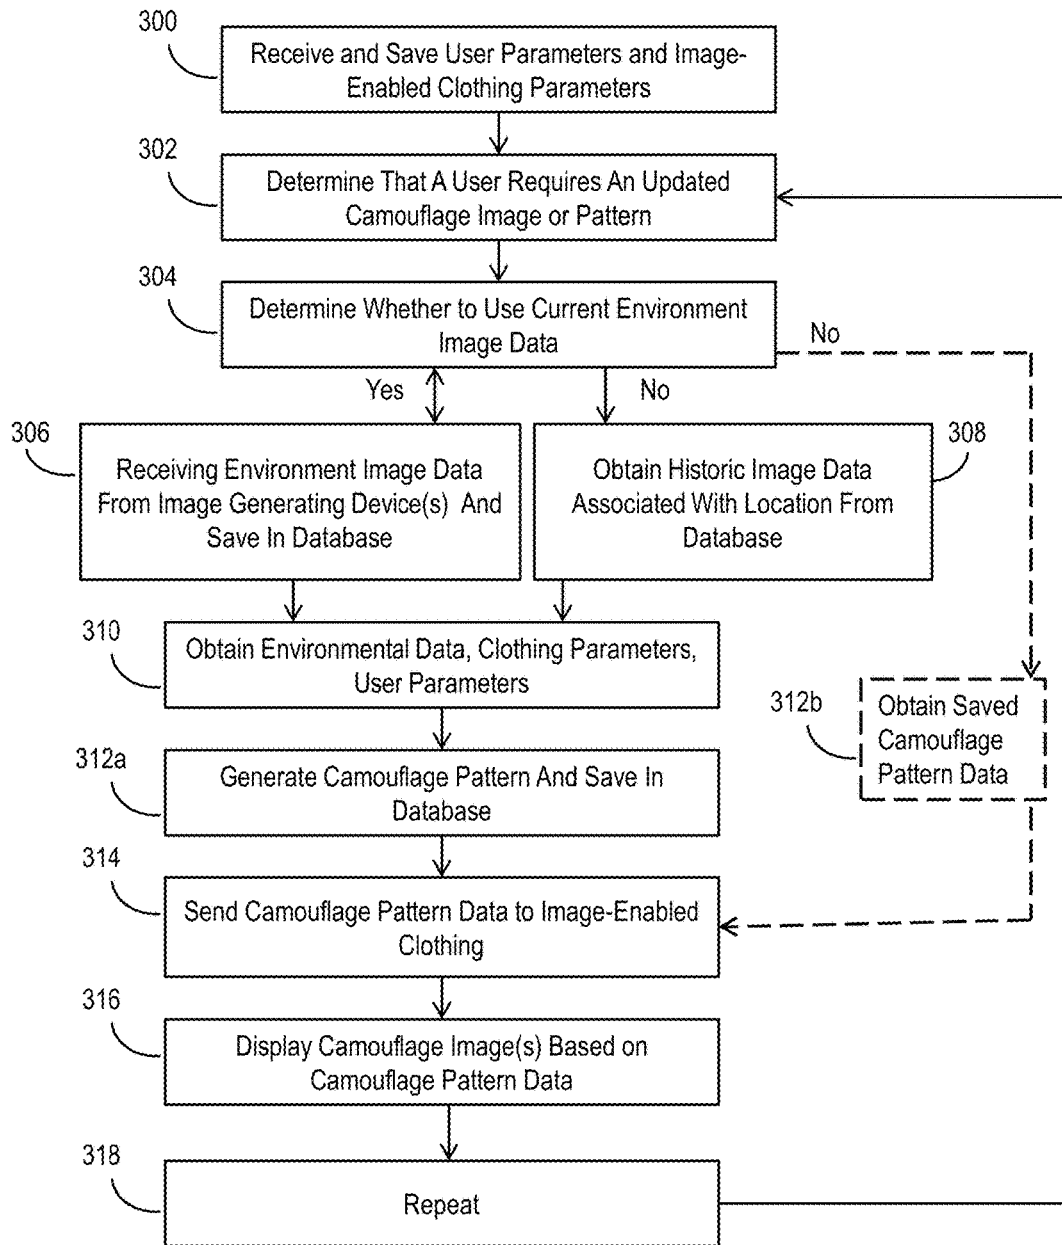 300
Receive and Save User Parameters and Image-
Enabled Clothing Parameters
302
Determine That A User Requires An Updated
Camouflage Image or Pattern
304
Determine Whether to Use Current Environment
Image Data
No
Yes
No
306
Receiving Environment Image Data
From Image Generating Device(s) And
Save In Database
308
Obtain Historic Image Data
Associated With Location From
Database
310
Obtain Environmental Data, Clothing Parameters,
User Parameters
312b
Obtain Saved
Camouflage
Pattern Data
312a
Generate Camouflage Pattern And Save In
Database
314
Send Camouflage Pattern Data to Image-Enabled
Clothing
316
Display Camouflage Image(s) Based on
Camouflage Pattern Data
318
Repeat